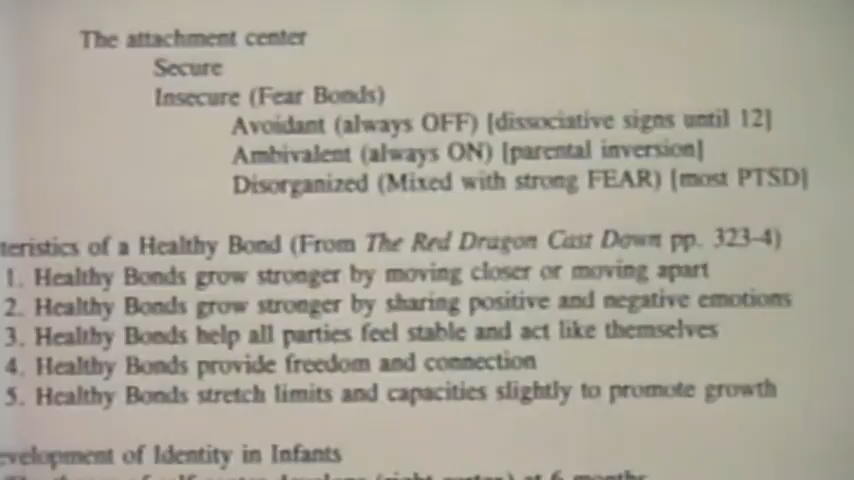 The attachment center
Secure
Insecure (Fear Bonds)
Avoidant (always OFF) [dissociative signs until 12]
Ambivalent (always ON) [parental inversion]
Disorganized (Mixed with strong FEAR) [most PTSD]
teristics of a Healthy Bond (From The Red Dragon Cast Down pp. 323-4)
1. Healthy Bonds grow stronger by moving closer or moving apart
2. Healthy Bonds grow stronger by sharing positive and negative emotions
3. Healthy Bonds help all parties feel stable and act like themselves
4. Healthy Bonds provide freedom and connection
5. Healthy Bonds stretch limits and capacities slightly to promote growth
evelopment of Identity in Infants
at 6 months